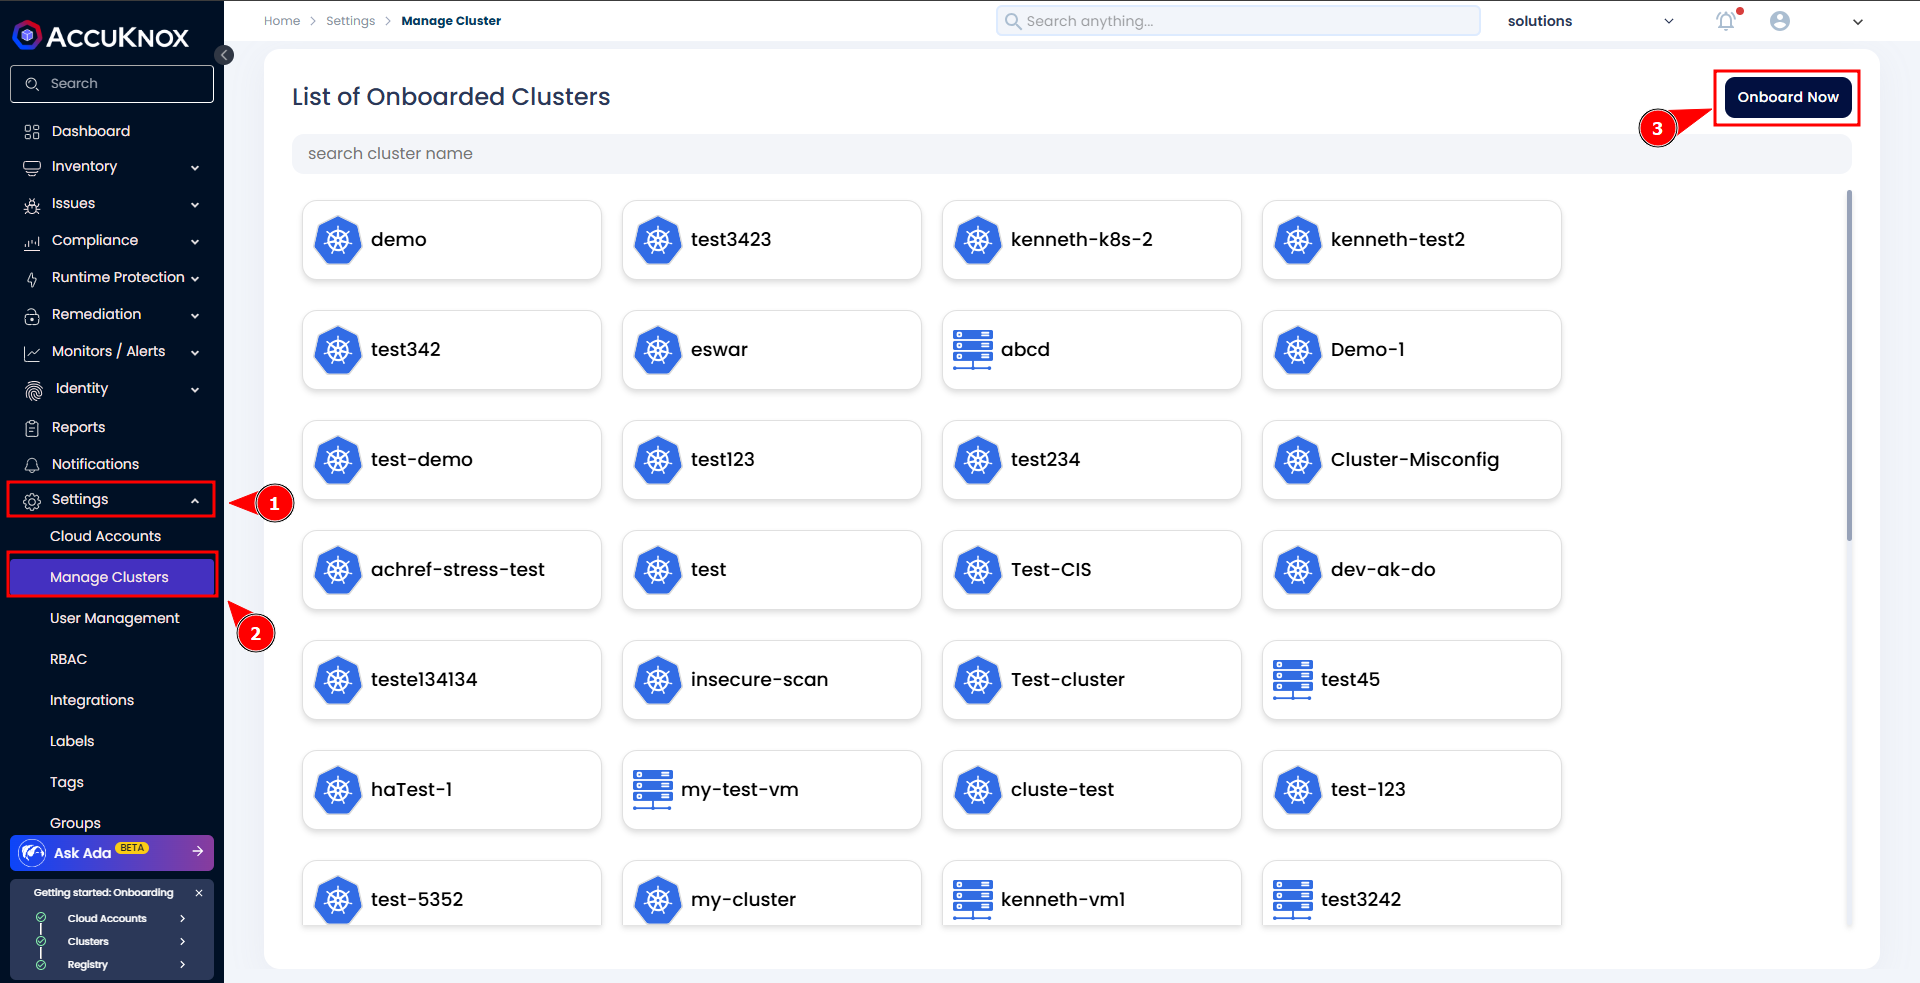 Home > Settings > Manage Cluster
Search anything...
solutions
ACCUKNOX
Search
Dashboard
Inventory
Issues
Compliance
Runtime Protection
Remediation
Monitors / Alerts
Identity
Reports
Notifications
Settings
1
Cloud Accounts
Manage Clusters
2
User Management
RBAC
Integrations
Labels
Tags
Groups
Ask Ada BETA
Getting started: Onboarding
Cloud Accounts
Clusters
Registry
List of Onboarded Clusters
Onboard Now
3
search cluster name
demo
test3423
kenneth-k8s-2
kenneth-test2
test342
eswar
abcd
Demo-1
test-demo
test123
test234
Cluster-Misconfig
achref-stress-test
test
Test-CIS
dev-ak-do
teste134134
insecure-scan
Test-cluster
test45
haTest-1
my-test-vm
cluste-test
test-123
test-5352
my-cluster
kenneth-vm1
test3242